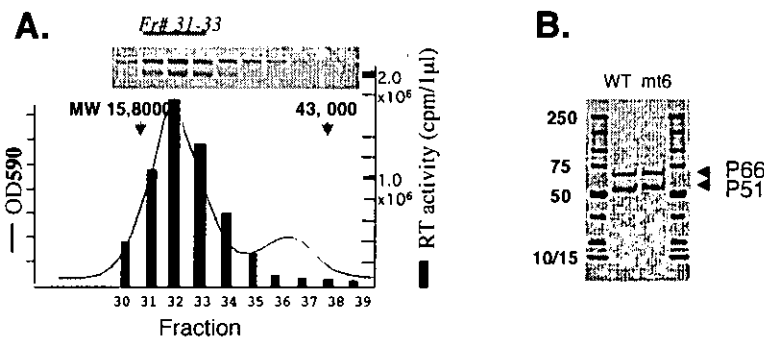 A.
Fr# 31-33
2.0
x10⁶
MW 15,8000
43, 000
1.0
x10⁶
OD590
RT activity (cpm/1µl)
30 31 32 33 34 35 36 37 38 39
Fraction
B.
WT mt6
250
75
50
10/15
P66
P51